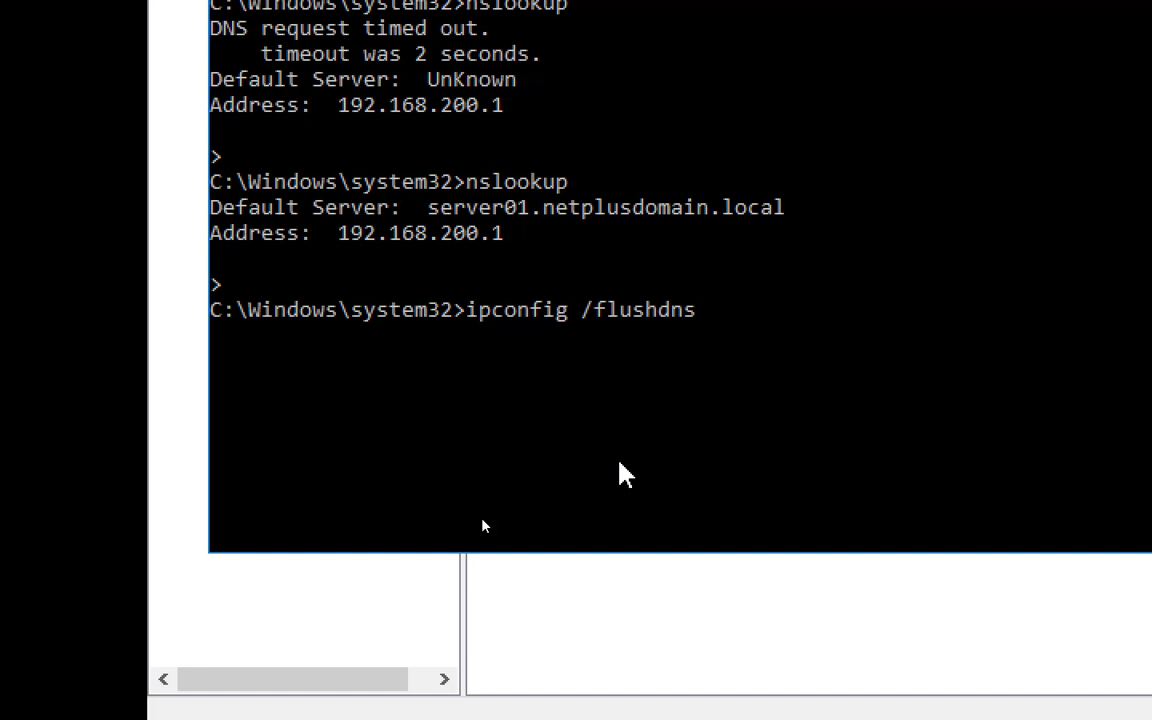 C:\Windows\system32>nslookup
DNS request timed out.
    timeout was 2 seconds.
Default Server:  UnKnown
Address:  192.168.200.1
>
C:\Windows\system32>nslookup
Default Server:  server01.netplusdomain.local
Address:  192.168.200.1
>
C:\Windows\system32>ipconfig /flushdns